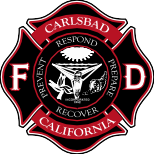 CARLSBAD
RESPOND
PREVENT
PREPARE
F D
RECOVER
CALIFORNIA